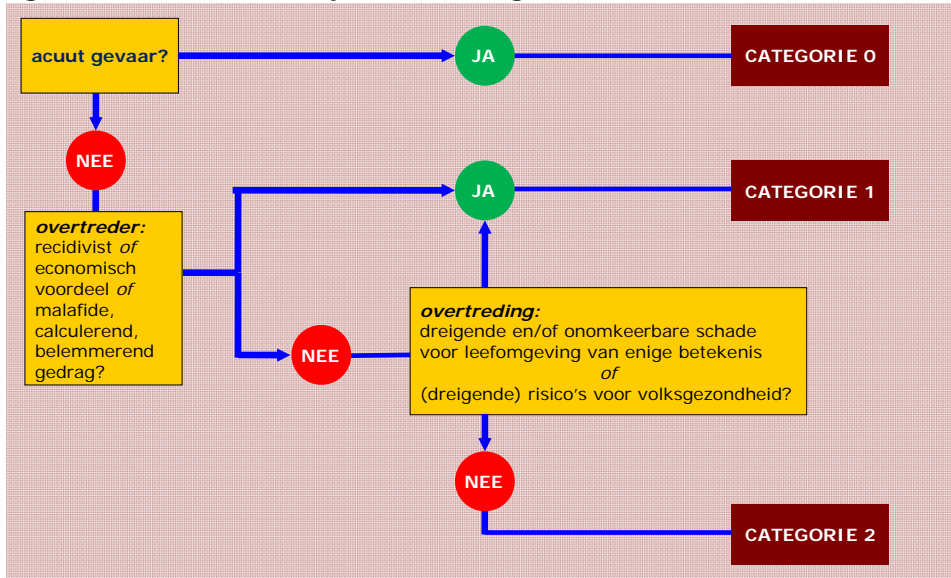 acuut gevaar?
JA
CATEGORIE 0
NEE
JA
CATEGORIE 1
overtreder:
recidivist of
economisch
voordeel of
malafide,
calculerend,
belemmerend
gedrag?
NEE
overtreding:
dreigende en/of onomkeerbare schade
voor leefomgeving van enige betekenis
of
(dreigende) risico's voor volksgezondheid?
NEE
CATEGORIE 2